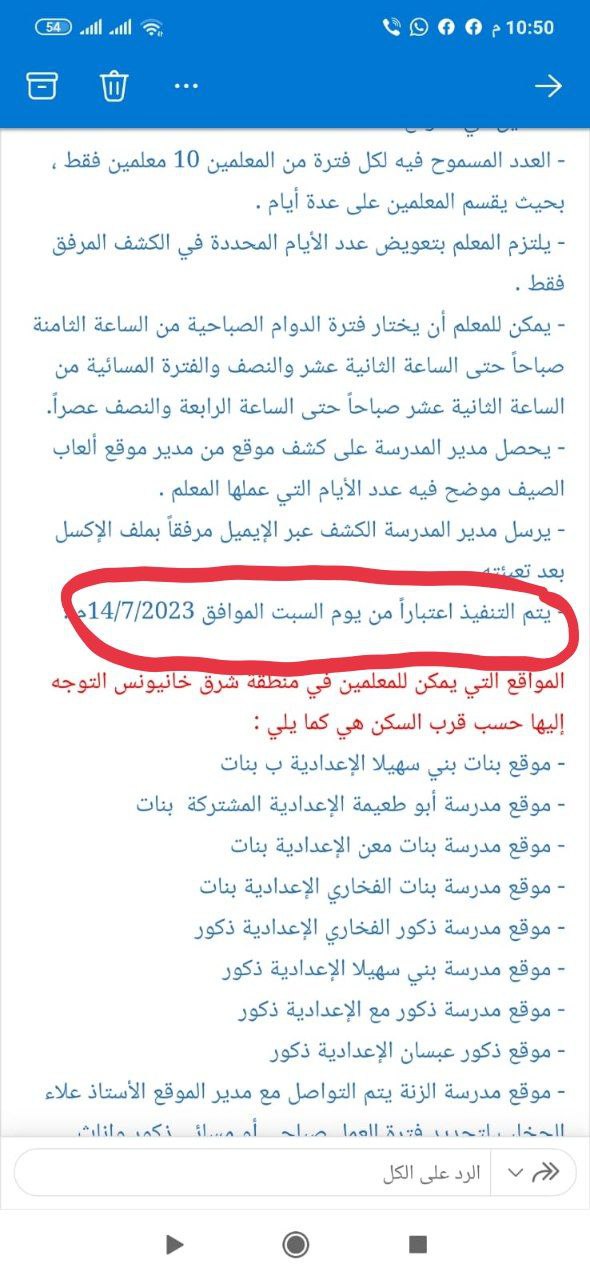 54
10:50 م
- العدد المسموح فيه لكل فترة من المعلمين 10 معلمين فقط ،
بحيث يقسم المعلمين على عدة أيام .
- يلتزم المعلم بتعويض عدد الأيام المحددة في الكشف المرفق
فقط .
- يمكن للمعلم أن يختار فترة الدوام الصباحية من الساعة الثامنة
صباحاً حتى الساعة الثانية عشر والنصف والفترة المسائية من
الساعة الثانية عشر صباحاً حتى الساعة الرابعة والنصف عصراً.
- يحصل مدير المدرسة على كشف موقع من مدير موقع ألعاب
الصيف موضح فيه عدد الأيام التي عملها المعلم .
- يرسل مدير المدرسة الكشف عبر الإيميل مرفقاً بملف الإكسل
بعد تعبئته
- يتم التنفيذ اعتباراً من يوم السبت الموافق 14/7/2023م .
المواقع التي يمكن للمعلمين في منطقة شرق خانيونس التوجه
إليها حسب قرب السكن هي كما يلي :
- موقع بنات بني سهيلا الإعدادية ب بنات
- موقع مدرسة أبو طعيمة الإعدادية المشتركة بنات
- موقع مدرسة بنات معن الإعدادية بنات
- موقع مدرسة بنات الفخاري الإعدادية بنات
- موقع مدرسة ذكور الفخاري الإعدادية ذكور
- موقع مدرسة بني سهيلا الإعدادية ذكور
- موقع مدرسة ذكور مع الإعدادية ذكور
- موقع ذكور عبسان الإعدادية ذكور
- موقع مدرسة الزنة يتم التواصل مع مدير الموقع الأستاذ علاء
لتحديد فترة العمل صباحي أو مسائي ذكور وإناث
الرد على الكل